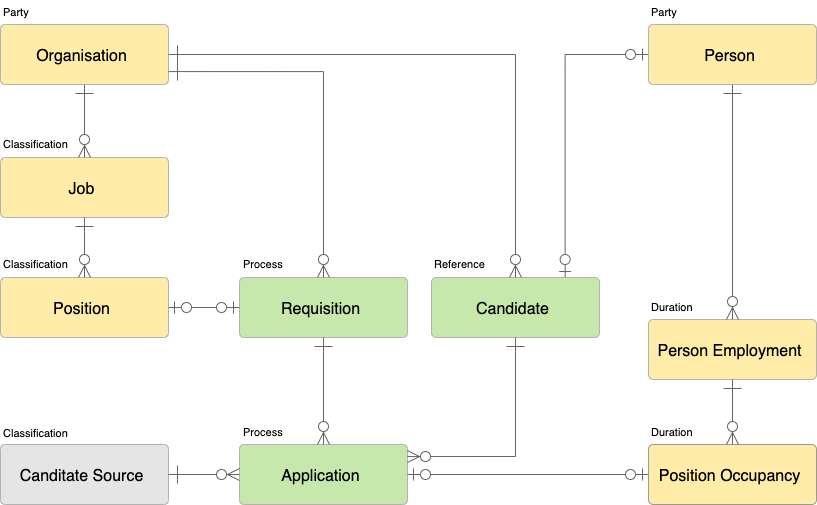 Party
Party
Organisation
Person
Classification
Job
Classification
Process
Reference
Position
Requisition
Candidate
Duration
Person Employment
Classification
Process
Duration
Canditate Source
Application
Position Occupancy